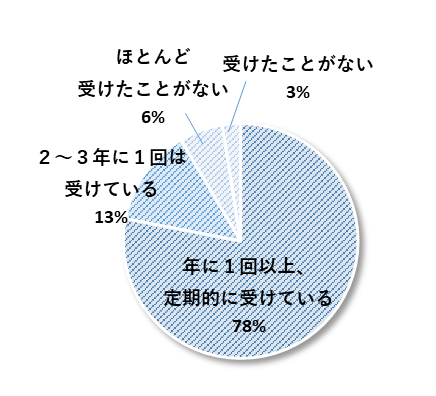 ほとんど
受けたことがない
6%
受けたことがない
3%
２～３年に１回は
受けている
13%
年に１回以上、
定期的に受けている
78%